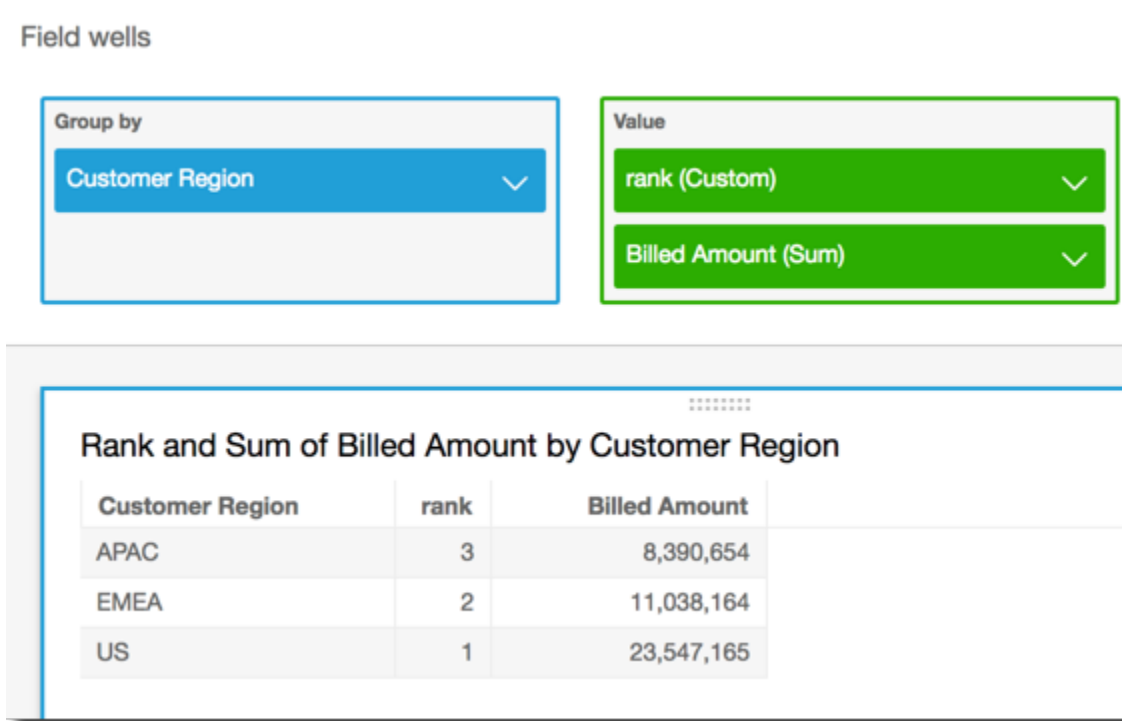 Field wells
Group by
Customer Region
Value
rank (Custom)
Billed Amount (Sum)
Rank and Sum of Billed Amount by Customer Region
Customer Region rank Billed Amount
APAC 3 8,390,654
EMEA 2 11,038,164
US 1 23,547,165